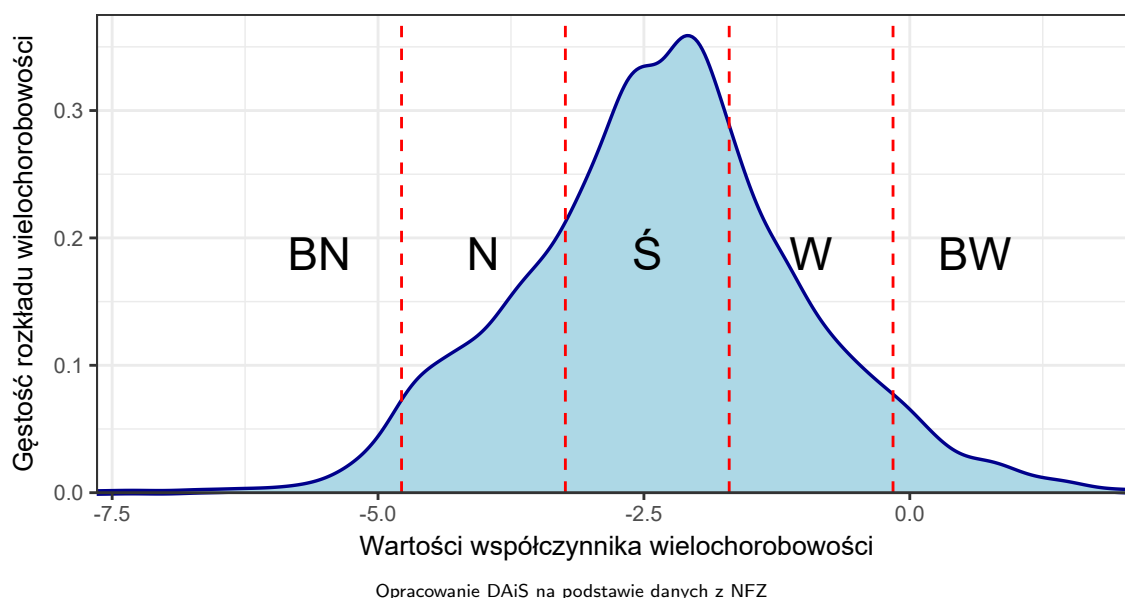 Gęstość rozkładu wielochorobowości
0.3
0.2
0.1
0.0
BN N Ś W BW
-7.5 -5.0 -2.5 0.0
Wartości współczynnika wielochorobowości
Opracowanie DAiS na podstawie danych z NFZ